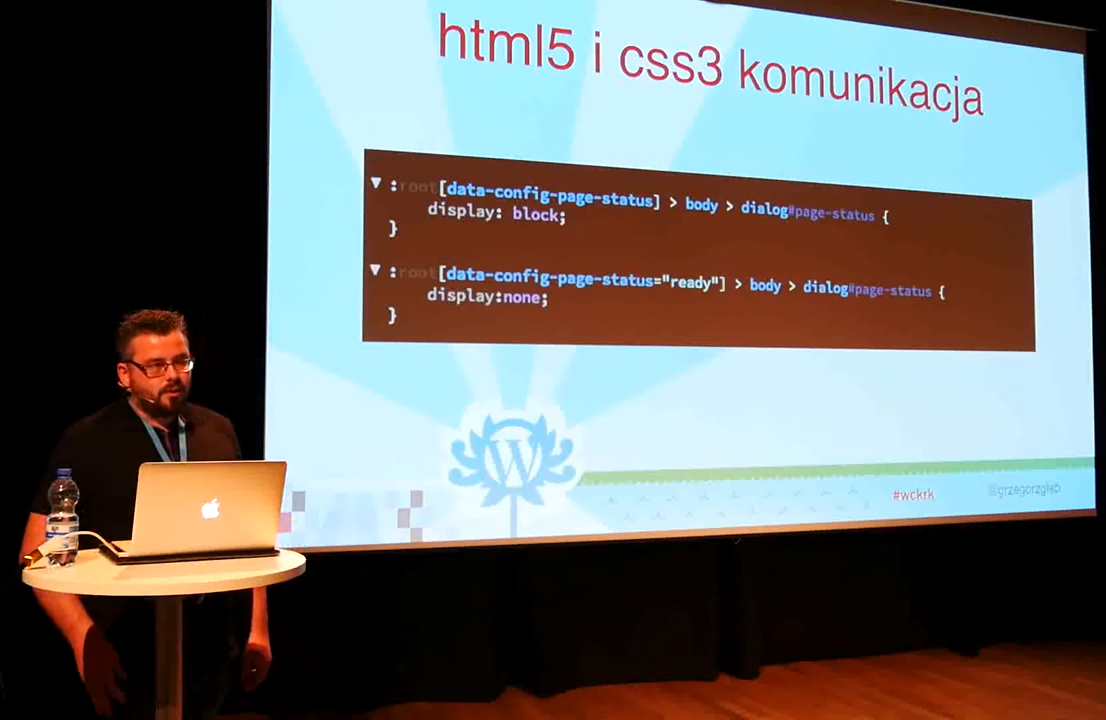 html5 i css3 komunikacja
▼ :root[data-config-page-status] > body > dialog#page-status {
display: block;
}
▼ :root[data-config-page-status="ready"] > body > dialog#page-status {
display:none;
}
W
#wckrk @grzegorzglab